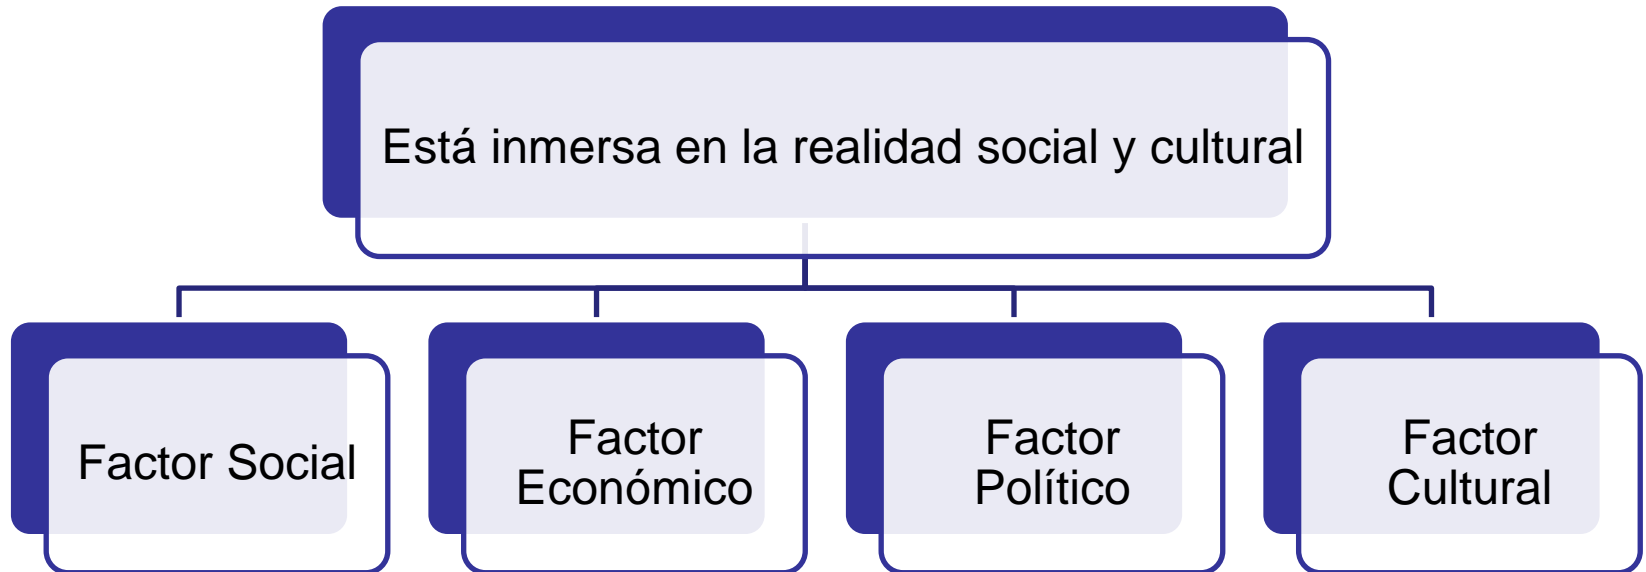 Está inmersa en la realidad social y cultural
Factor Social
Factor
Económico
Factor
Político
Factor
Cultural